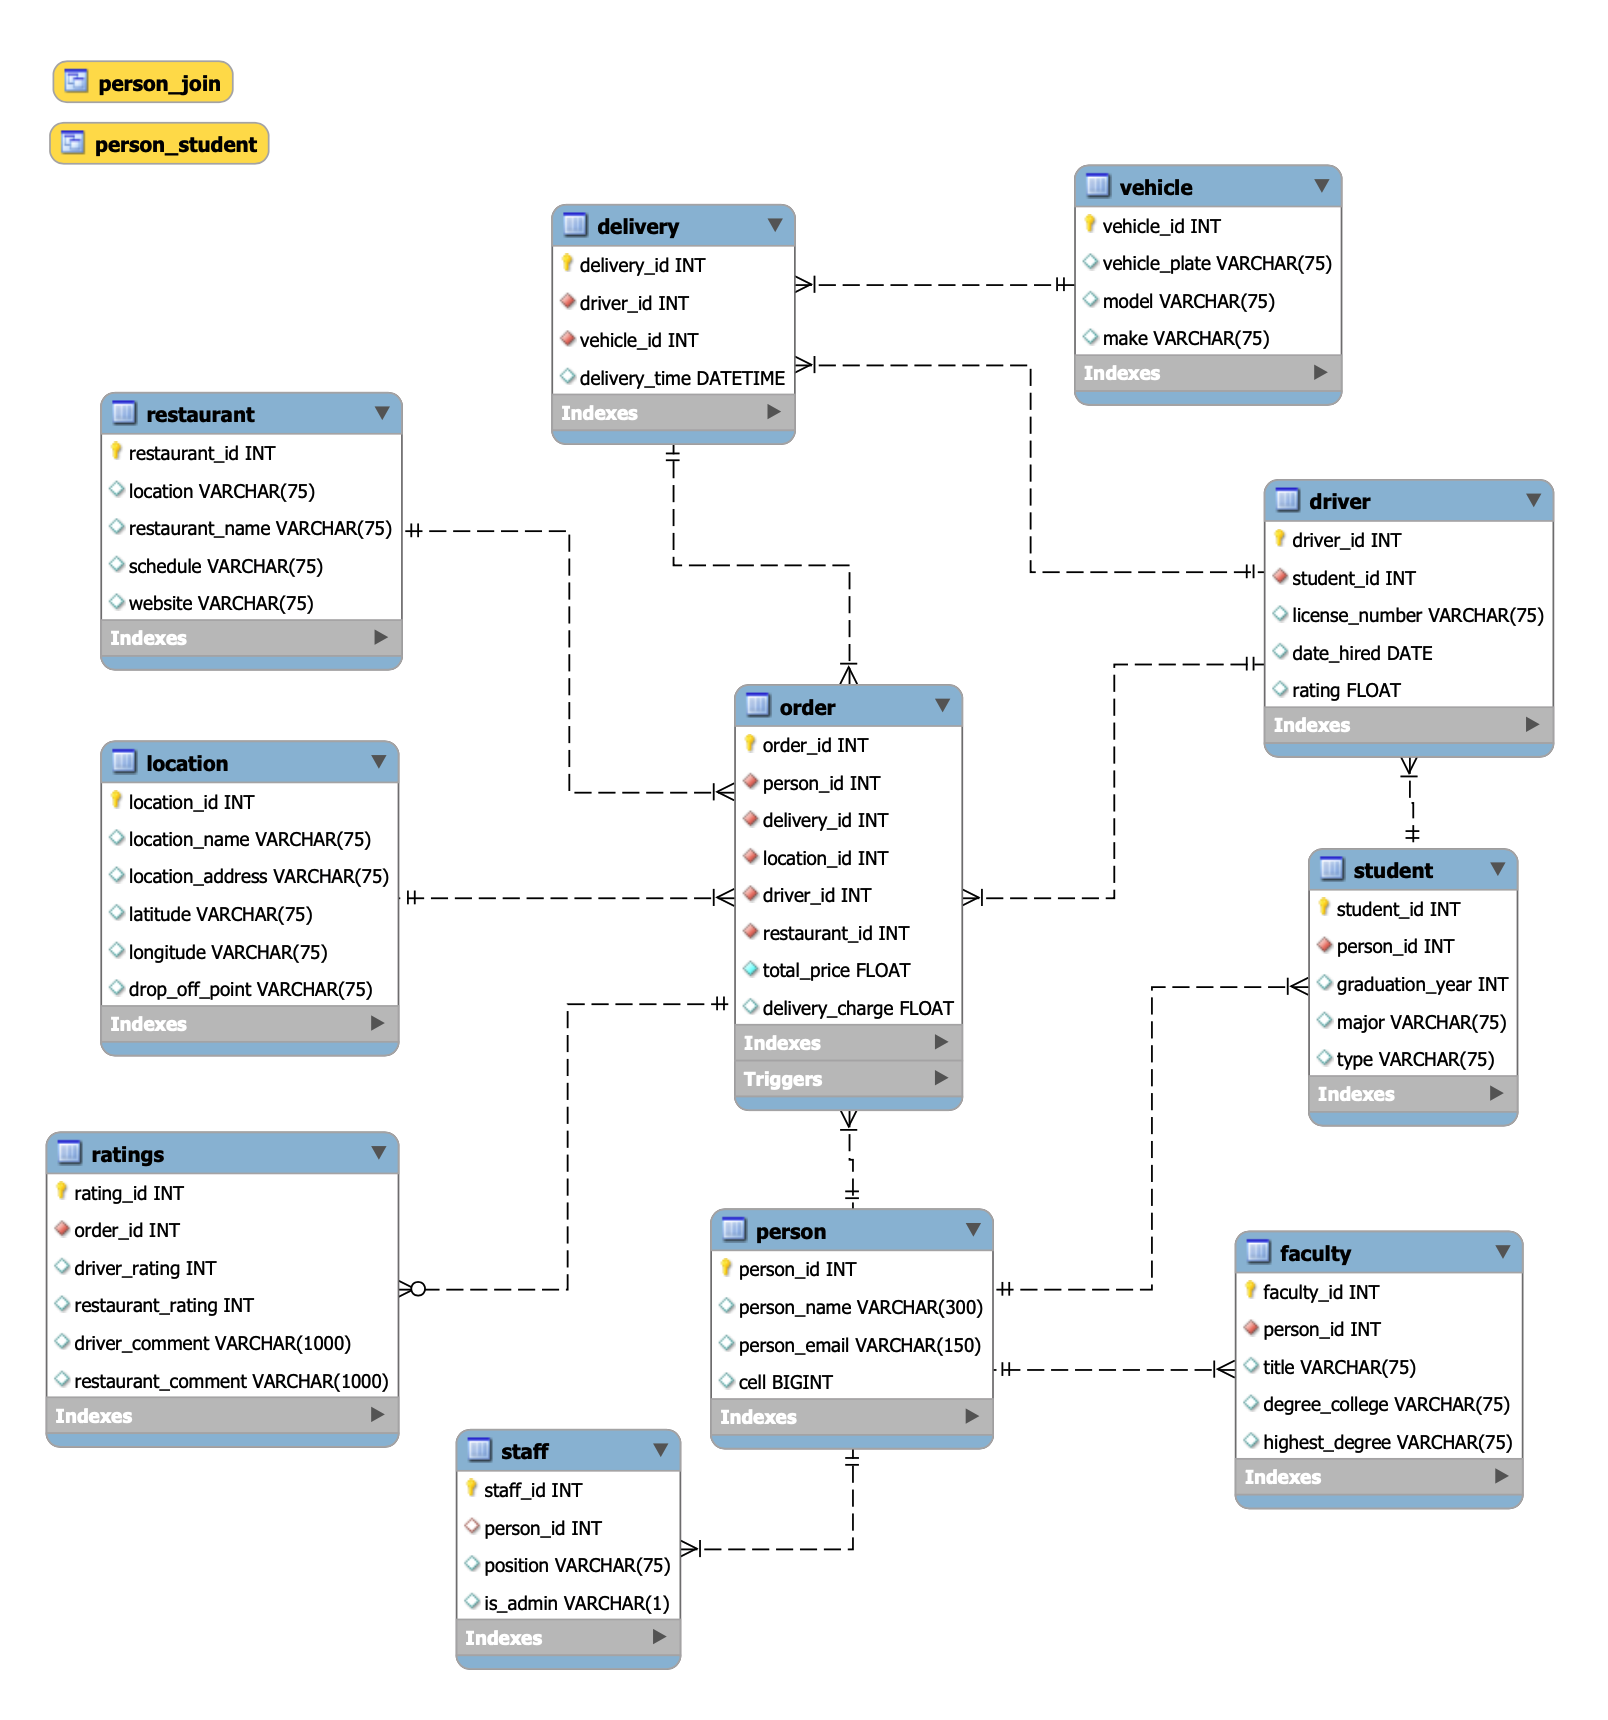 person_join
person_student
vehicle
vehicle_id INT
vehicle_plate VARCHAR(75)
model VARCHAR(75)
make VARCHAR(75)
Indexes
delivery
delivery_id INT
driver_id INT
vehicle_id INT
delivery_time DATETIME
Indexes
restaurant
restaurant_id INT
location VARCHAR(75)
restaurant_name VARCHAR(75)
schedule VARCHAR(75)
website VARCHAR(75)
Indexes
driver
driver_id INT
student_id INT
license_number VARCHAR(75)
date_hired DATE
rating FLOAT
Indexes
order
order_id INT
person_id INT
delivery_id INT
location_id INT
driver_id INT
restaurant_id INT
total_price FLOAT
delivery_charge FLOAT
Indexes
Triggers
location
location_id INT
location_name VARCHAR(75)
location_address VARCHAR(75)
latitude VARCHAR(75)
longitude VARCHAR(75)
drop_off_point VARCHAR(75)
Indexes
student
student_id INT
person_id INT
graduation_year INT
major VARCHAR(75)
type VARCHAR(75)
Indexes
ratings
rating_id INT
order_id INT
driver_rating INT
restaurant_rating INT
driver_comment VARCHAR(1000)
restaurant_comment VARCHAR(1000)
Indexes
person
person_id INT
person_name VARCHAR(300)
person_email VARCHAR(150)
cell BIGINT
Indexes
faculty
faculty_id INT
person_id INT
title VARCHAR(75)
degree_college VARCHAR(75)
highest_degree VARCHAR(75)
Indexes
staff
staff_id INT
person_id INT
position VARCHAR(75)
is_admin VARCHAR(1)
Indexes